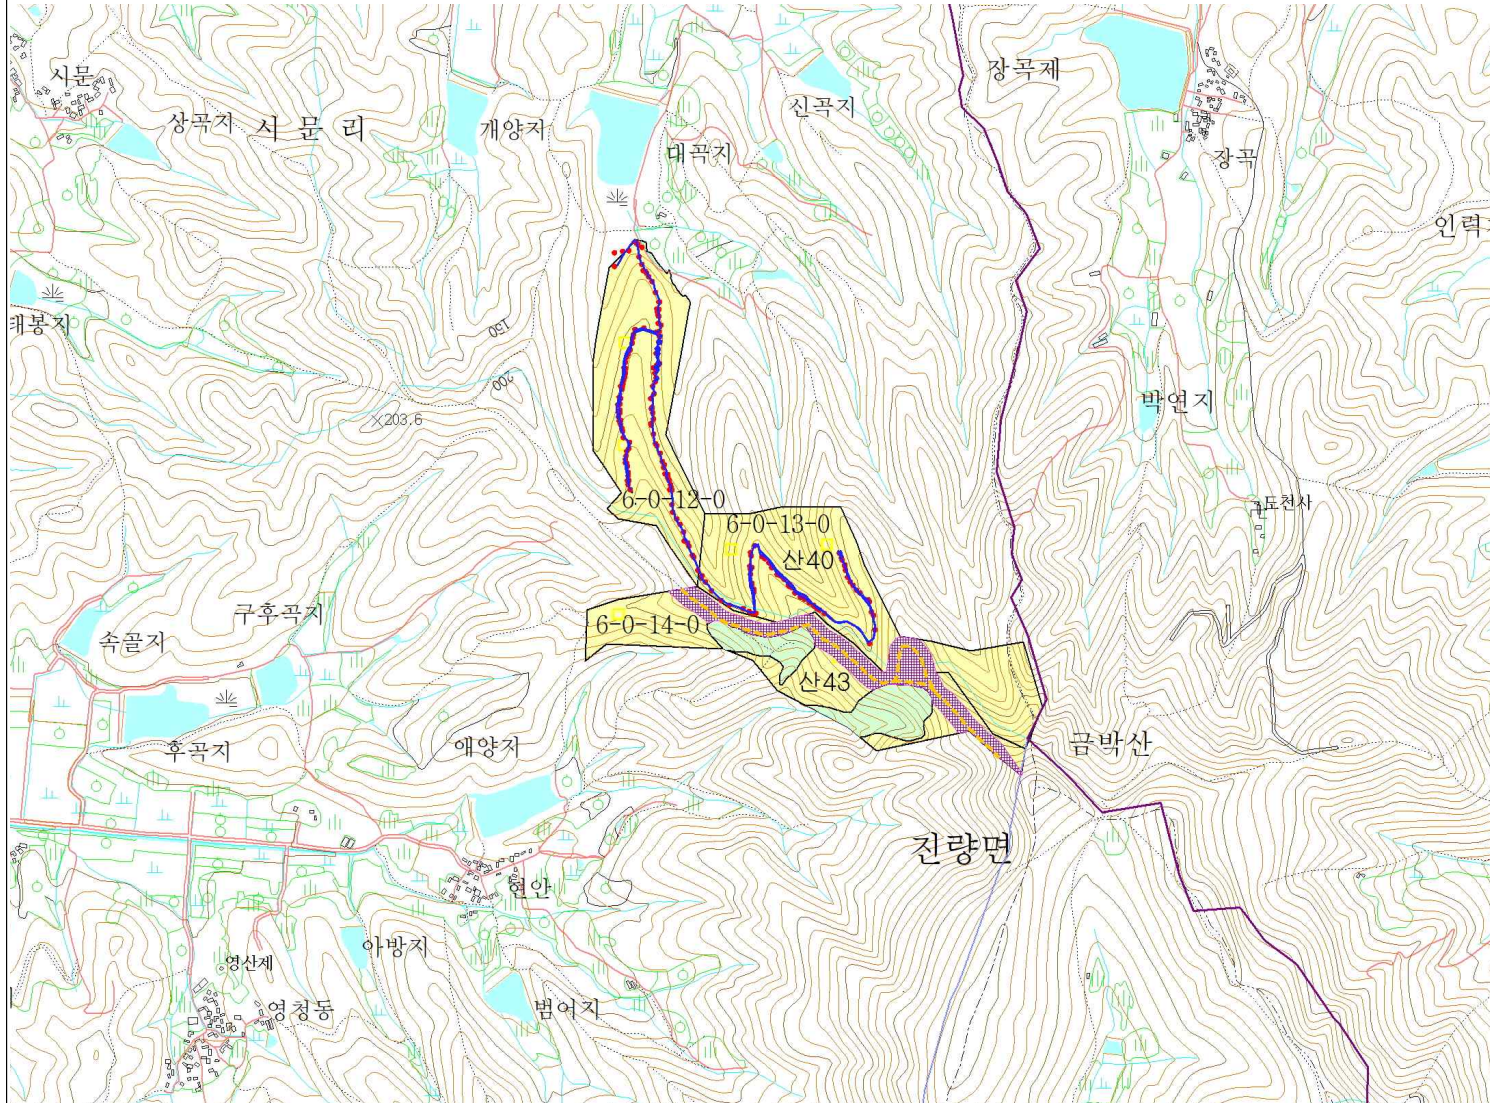 시문
상곡지
시 문 리
개양지
대곡지
신곡지
장곡제
장곡
태봉지
150
200
203.6
박연지
도천사
6-0-12-0
6-0-13-0
산40
6-0-14-0
산43
구후곡지
속골지
후곡지
애양지
금박산
진량면
현안
아방지
영산재
영청동
범어지